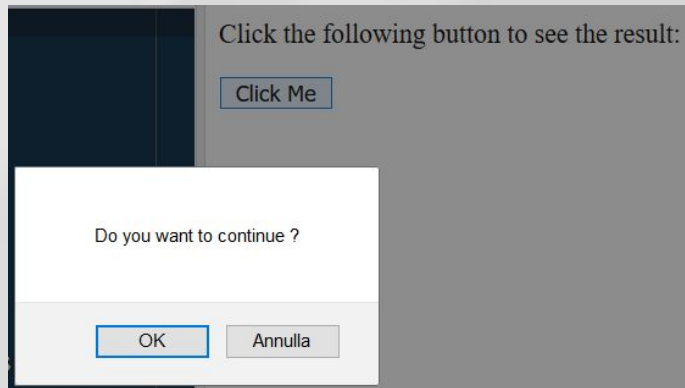 Click the following button to see the result:
Click Me
Do you want to continue ?
OK
Annulla